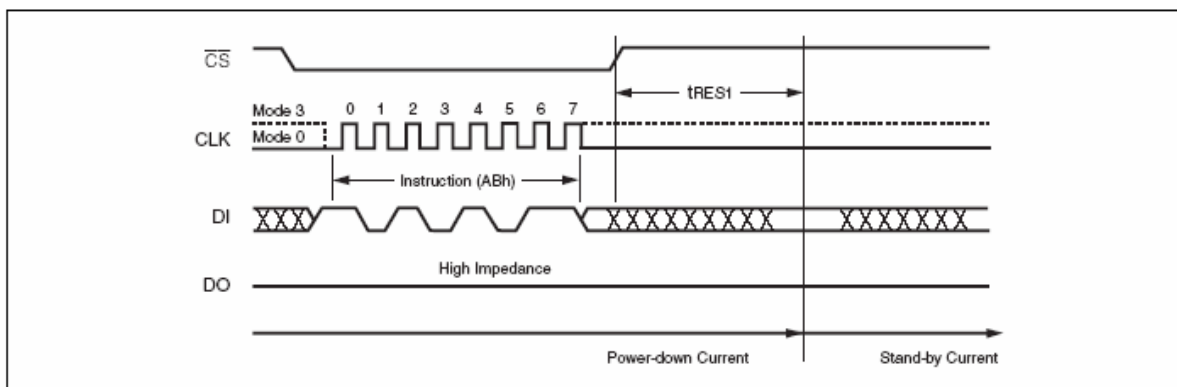 CS
tRES1
Mode 3 0 1 2 3 4 5 6 7
CLK Mode 0
Instruction (ABh)
DI
High Impedance
DO
Power-down Current Stand-by Current